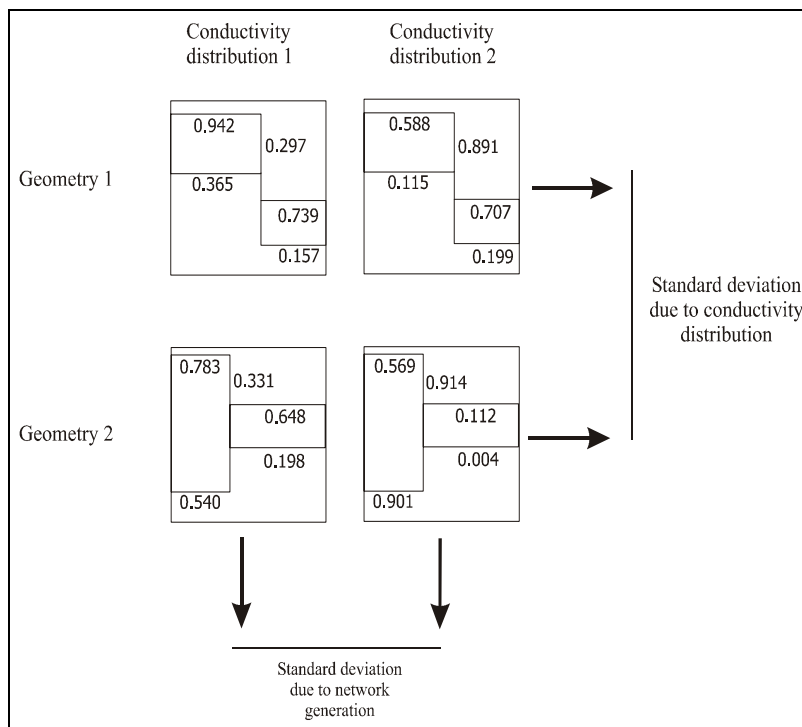 Conductivity
distribution 1
Conductivity
distribution 2
Geometry 1
0.942
0.297
0.365
0.739
0.157
0.588
0.891
0.115
0.707
0.199
Standard deviation
due to conductivity
distribution
Geometry 2
0.783
0.331
0.648
0.198
0.540
0.569
0.914
0.112
0.004
0.901
Standard deviation
due to network
generation